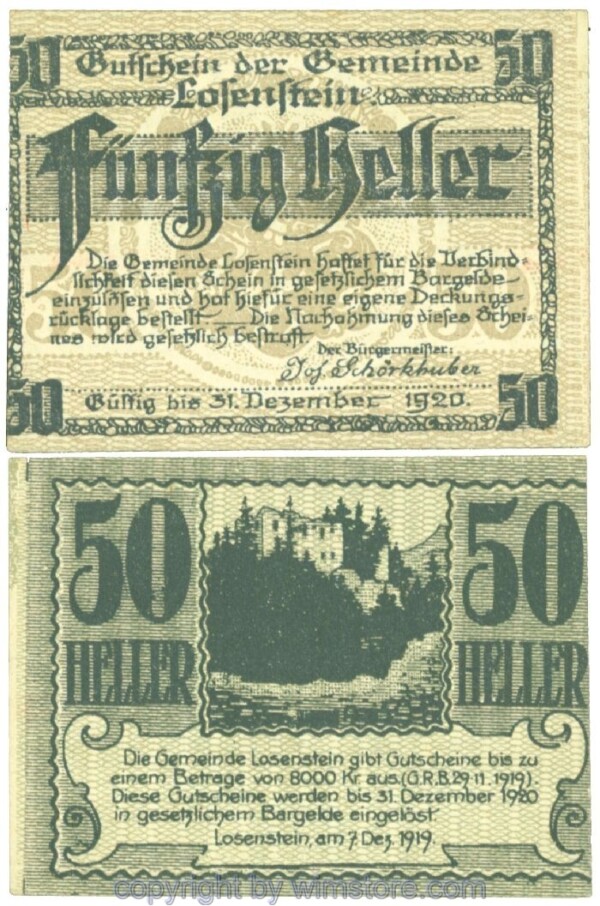 50 50
Gutschein der Gemeinde
Losenstein
Fünfzig Heller
Die Gemeinde Losenstein haftet für die Verbind-
lichkeit diesen Schein in gesetzlichem Bargelde
einzulösen und hat hiefür eine eigene Deckungs-
rücklage bestellt. Die Nachahmung dieses Schei-
nes wird gesetzlich bestraft.
Der Bürgermeister:
Jos. Schörkhuber
50 Gültig bis 31. Dezember 1920. 50
50 50
HELLER HELLER
Die Gemeinde Losenstein gibt Gutscheine bis zu
einem Betrage von 8000 Kr. aus. (G.R.B. 29.11.1919).
Diese Gutscheine werden bis 31. Dezember 1920
in gesetzlichem Bargelde eingelöst.
Losenstein, am 7. Dez. 1919.
copyright by wimstore.com